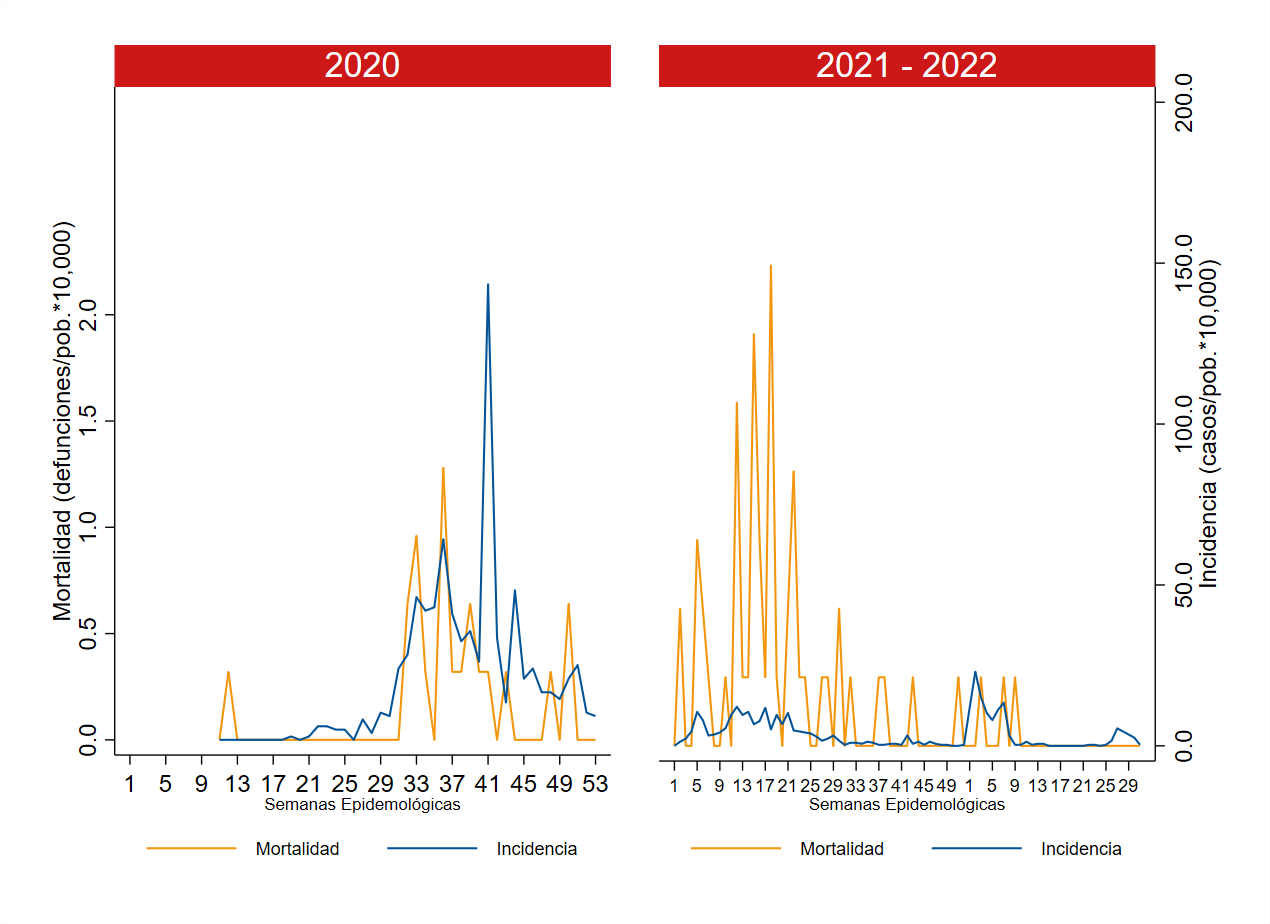 2020
2021 - 2022
Mortalidad (defunciones/pob.*10,000)
0.0 0.5 1.0 1.5 2.0
1 5 9 13 17 21 25 29 33 37 41 45 49 53
Semanas Epidemológicas
Mortalidad Incidencia
Incidencia (casos/pob.*10,000)
0.0 50.0 100.0 150.0 200.0
1 5 9 13 17 21 25 29 33 37 41 45 49 1 5 9 13 17 21 25 29
Semanas Epidemológicas
Mortalidad Incidencia